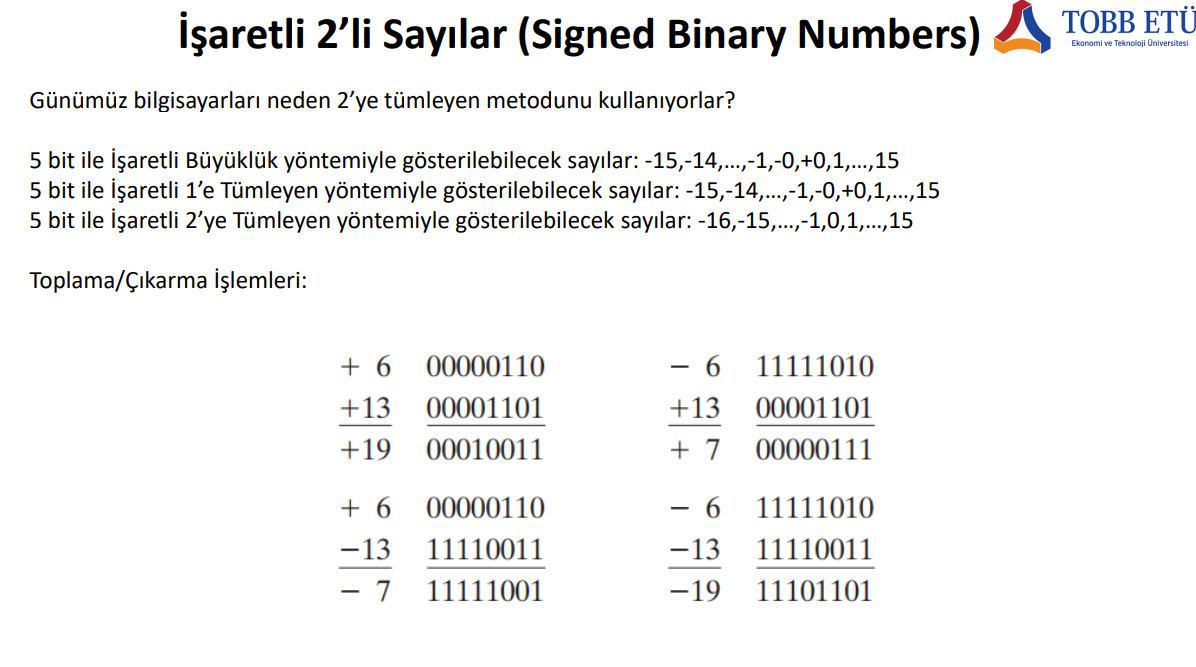 İşaretli 2’li Sayılar (Signed Binary Numbers)
TOBB ETÜ
Ekonomi ve Teknoloji Üniversitesi
Günümüz bilgisayarları neden 2’ye tümleyen metodunu kullanıyorlar?
5 bit ile İşaretli Büyüklük yöntemiyle gösterilebilecek sayılar: -15,-14,…,-1,-0,+0,1,…,15
5 bit ile İşaretli 1’e Tümleyen yöntemiyle gösterilebilecek sayılar: -15,-14,…,-1,-0,+0,1,…,15
5 bit ile İşaretli 2’ye Tümleyen yöntemiyle gösterilebilecek sayılar: -16,-15,…,-1,0,1,…,15
Toplama/Çıkarma İşlemleri:
+ 6 00000110
+13 00001101
+19 00010011
− 6 11111010
+13 00001101
+ 7 00000111
+ 6 00000110
−13 11110011
− 7 11111001
− 6 11111010
−13 11110011
−19 11101101